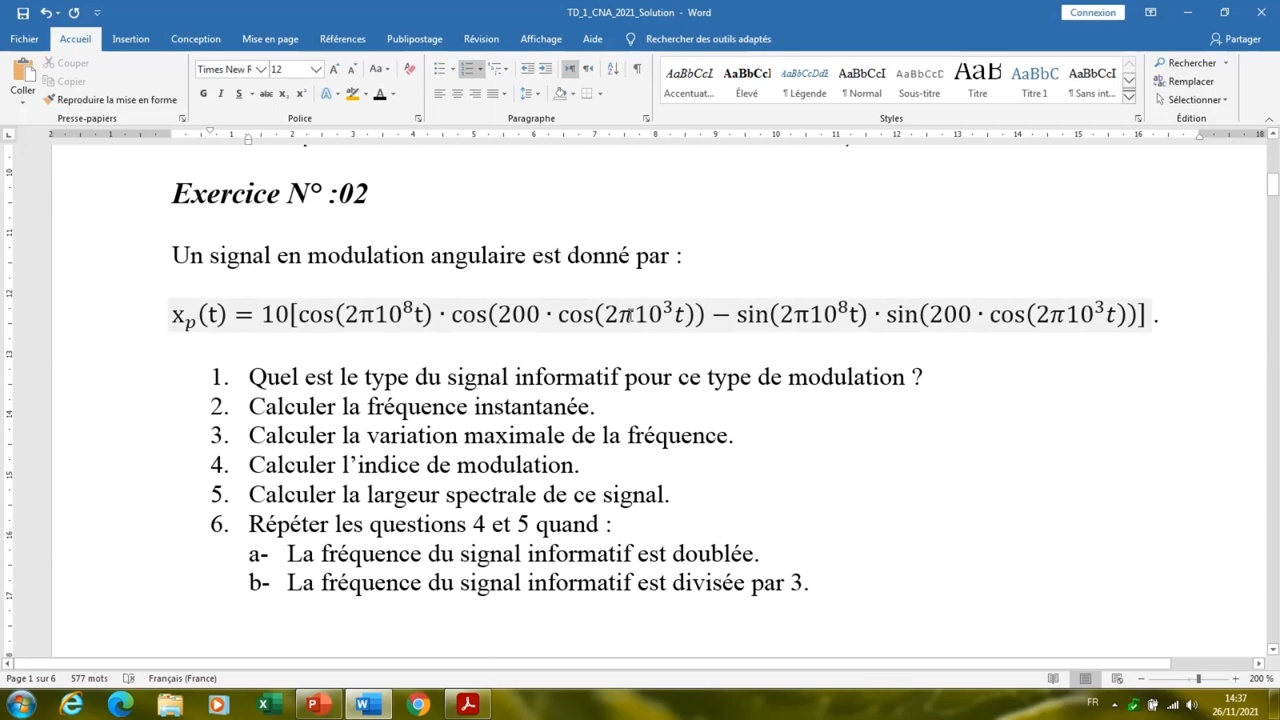 TD_1_CNA_2021_Solution - Word
Connexion
Fichier Accueil Insertion Conception Mise en page Références Publipostage Révision Affichage Aide Rechercher des outils adaptés Partager
Coller
Couper
Copier
Reproduire la mise en forme
Presse-papiers
Times New R 12
Police
Paragraphe
AaBbCcI AaBbCc AaBbCcDdE AaBbCcI AaBbCcD AaB AaBbC AaBbCcI
Accentuat... Élevé ¶ Légende ¶ Normal Sous-titre Titre Titre 1 ¶ Sans int...
Styles
Rechercher
Remplacer
Sélectionner
Édition
Exercice N° :02
Un signal en modulation angulaire est donné par :
xₚ(t) = 10[cos(2π10⁸t) · cos(200 · cos(2π10³t)) − sin(2π10⁸t) · sin(200 · cos(2π10³t))] .
1. Quel est le type du signal informatif pour ce type de modulation ?
2. Calculer la fréquence instantanée.
3. Calculer la variation maximale de la fréquence.
4. Calculer l’indice de modulation.
5. Calculer la largeur spectrale de ce signal.
6. Répéter les questions 4 et 5 quand :
a- La fréquence du signal informatif est doublée.
b- La fréquence du signal informatif est divisée par 3.
Page 1 sur 6 577 mots Français (France) 200 %
FR 14:37
26/11/2021